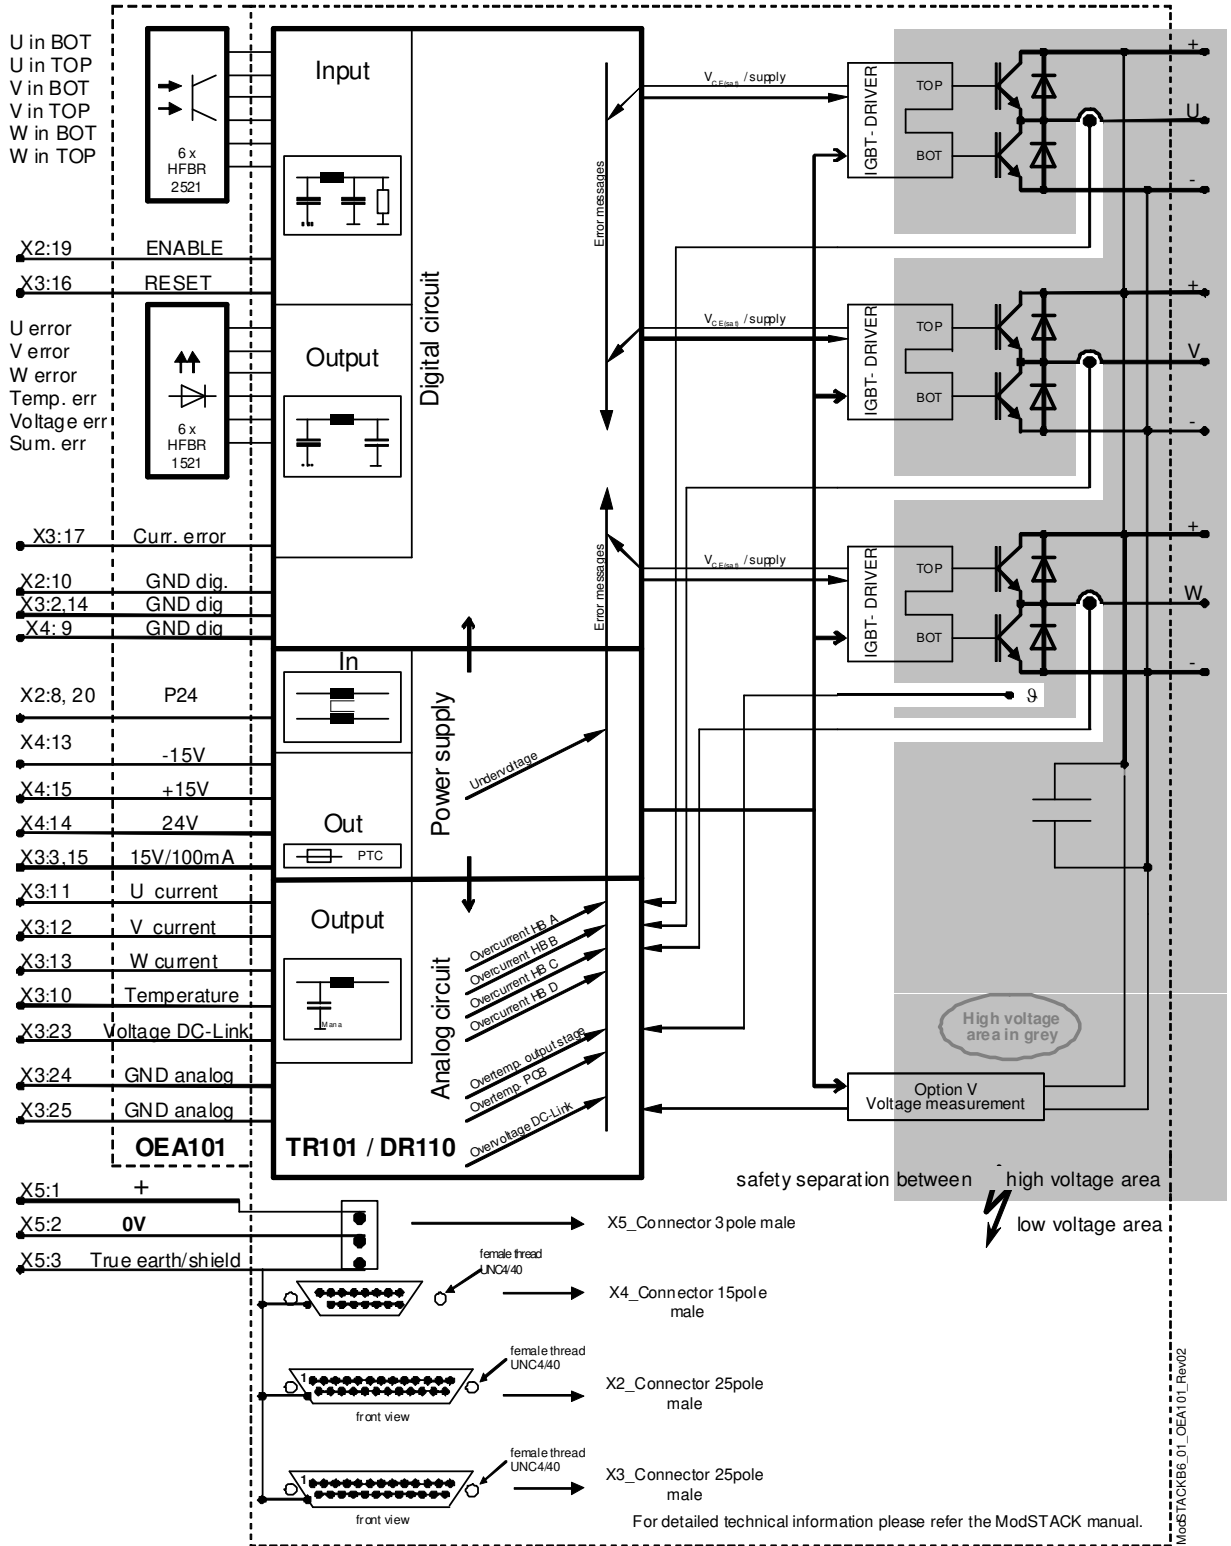 U in BOT
U in TOP
V in BOT
V in TOP
W in BOT
W in TOP
6 x
HFBR
2521
X2:19 ENABLE
X3:16 RESET
U error
V error
W error
Temp. err
Voltage err
Sum. err
6 x
HFBR
1521
X3:17 Curr. error
X2:10 GND dig.
X3:2,14 GND dig
X4: 9 GND dig
X2:8, 20 P24
X4:13 -15V
X4:15 +15V
X4:14 24V
X3:3,15 15V/100mA
X3:11 U current
X3:12 V current
X3:13 W current
X3:10 Temperature
X3:23 Voltage DC-Link
X3:24 GND analog
X3:25 GND analog
OEA101
Input
Output
Digital circuit
In
Out
PTC
Power supply
Output
Mana
Analog circuit
TR101 / DR110
Error messages
Error messages
Undervoltage
Overcurrent HB A
Overcurrent HB B
Overcurrent HB C
Overcurrent HB D
Overtemp. output stage
Overtemp. PCB
Overvoltage DC-Link
VCE(sat) / supply
IGBT- DRIVER
TOP
BOT
+
U
-
VCE(sat) / supply
IGBT- DRIVER
TOP
BOT
+
V
-
VCE(sat) / supply
IGBT- DRIVER
TOP
BOT
+
W
-
ϑ
High voltage
area in grey
Option V
Voltage measurement
safety separation between high voltage area
low voltage area
X5:1 +
X5:2 0V
X5:3 True earth/shield
X5_Connector 3pole male
female thread
UNC4/40
X4_Connector 15pole
male
1
female thread
UNC4/40
X2_Connector 25pole
male
front view
1
female thread
UNC4/40
X3_Connector 25pole
male
front view
For detailed technical information please refer the ModSTACK manual.
ModSTACKB6_01_OEA101_Rev02